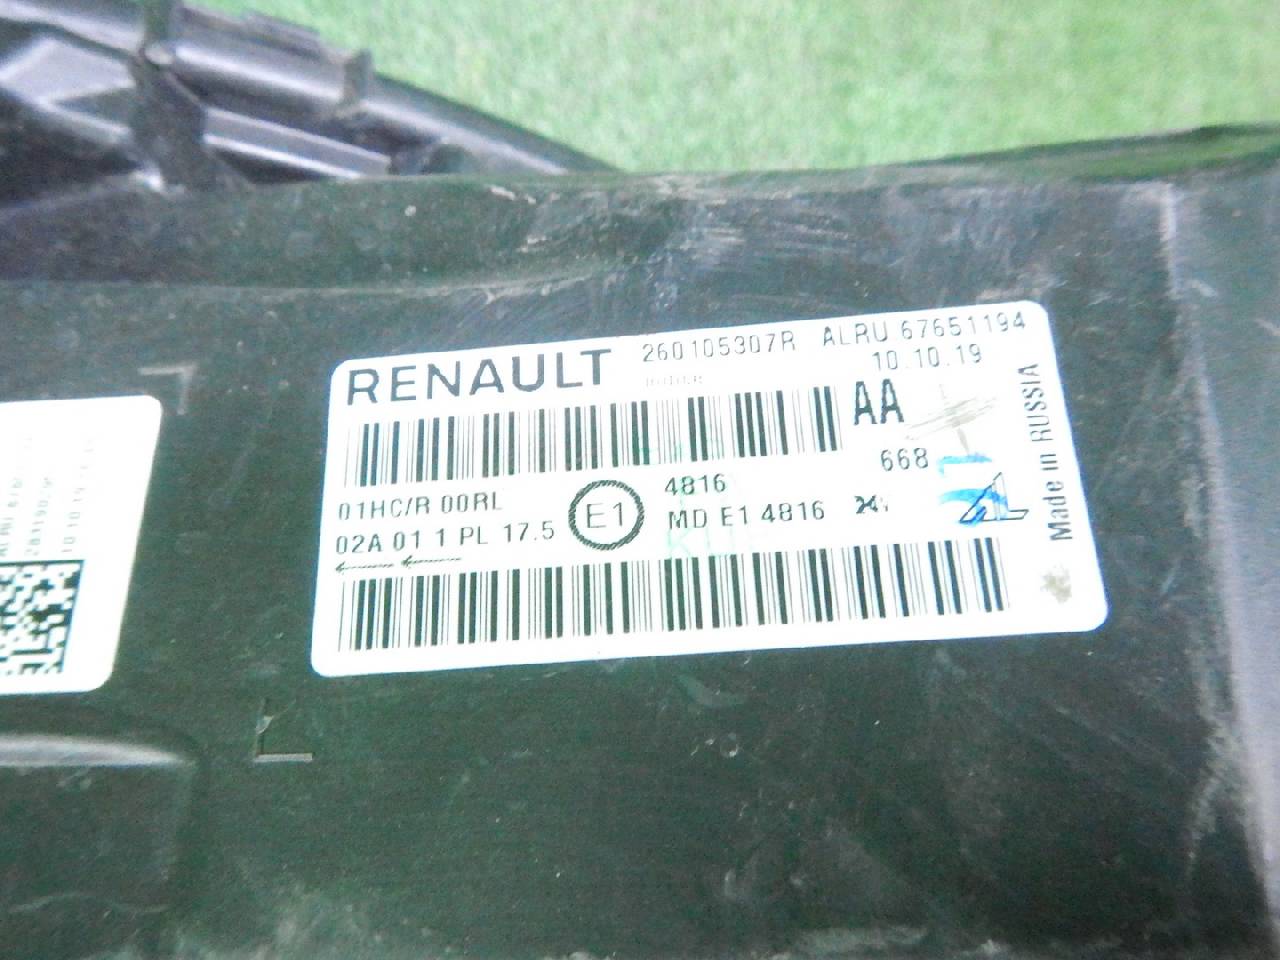 RENAULT 260105307R ALRU 67651194
10.10.19
AA
01HC/R 00RL E1 4816 668
02A 01 1 PL 17.5 MD E1 4816
Made in RUSSIA